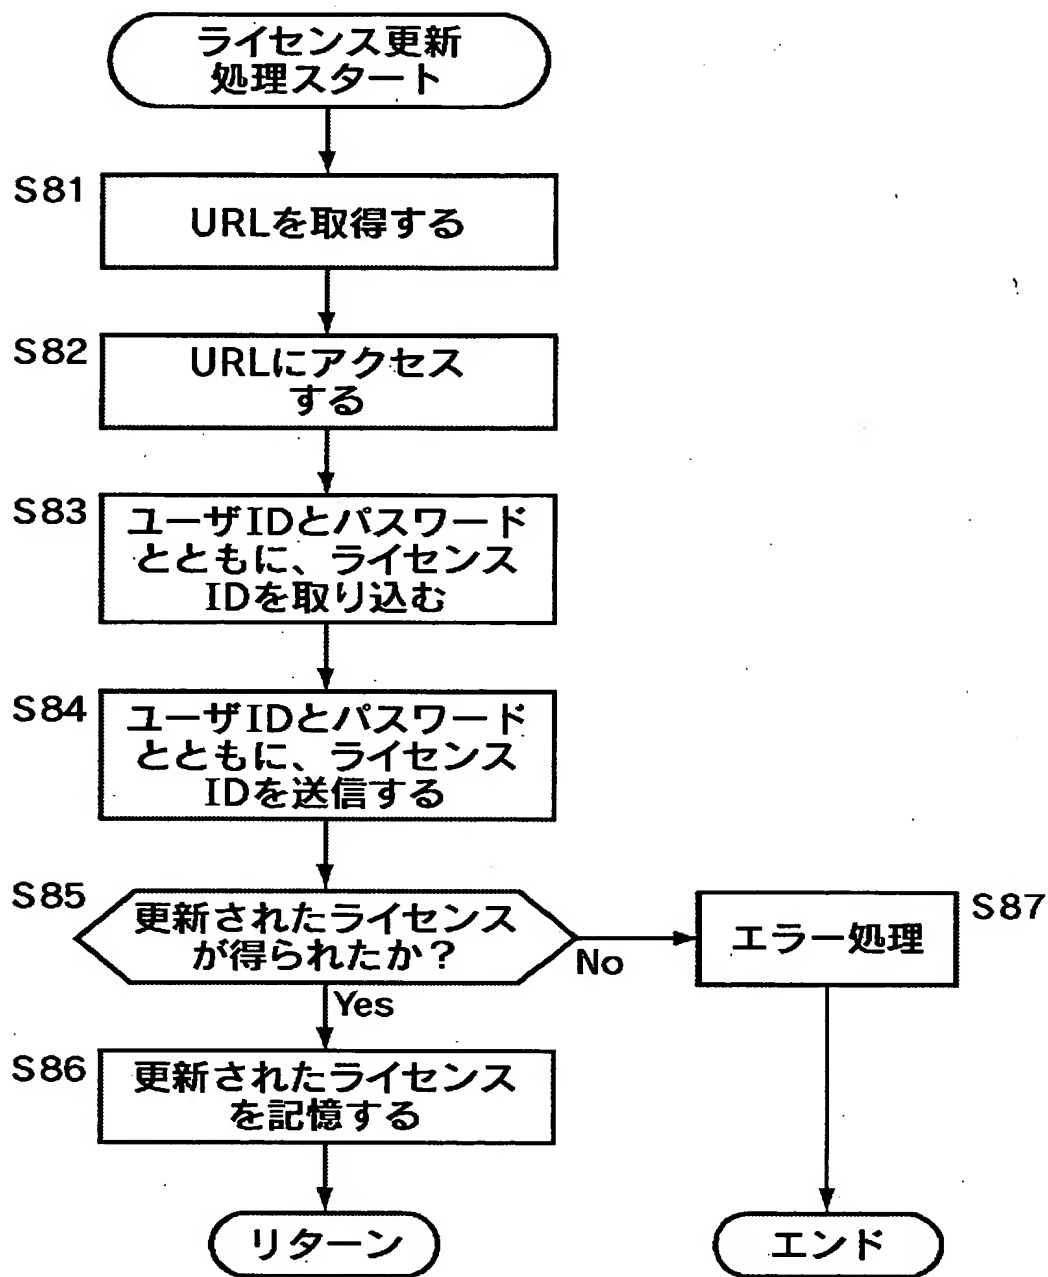 ライセンス更新
処理スタート
S81
URLを取得する
S82
URLにアクセス
する
S83
ユーザIDとパスワード
とともに、ライセンス
IDを取り込む
S84
ユーザIDとパスワード
とともに、ライセンス
IDを送信する
S85
更新されたライセンス
が得られたか？
No
S87
エラー処理
Yes
S86
更新されたライセンス
を記憶する
リターン
エンド